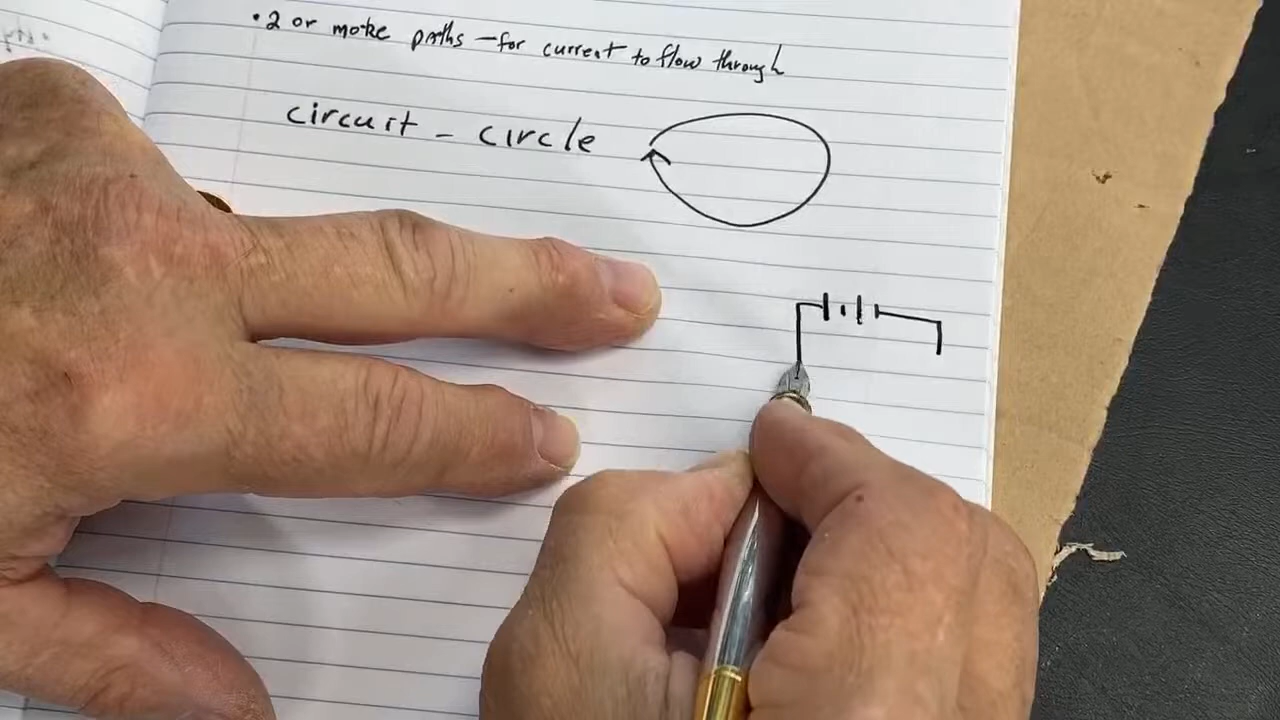 • 2 or more paths – for current to flow through
circuit – circle